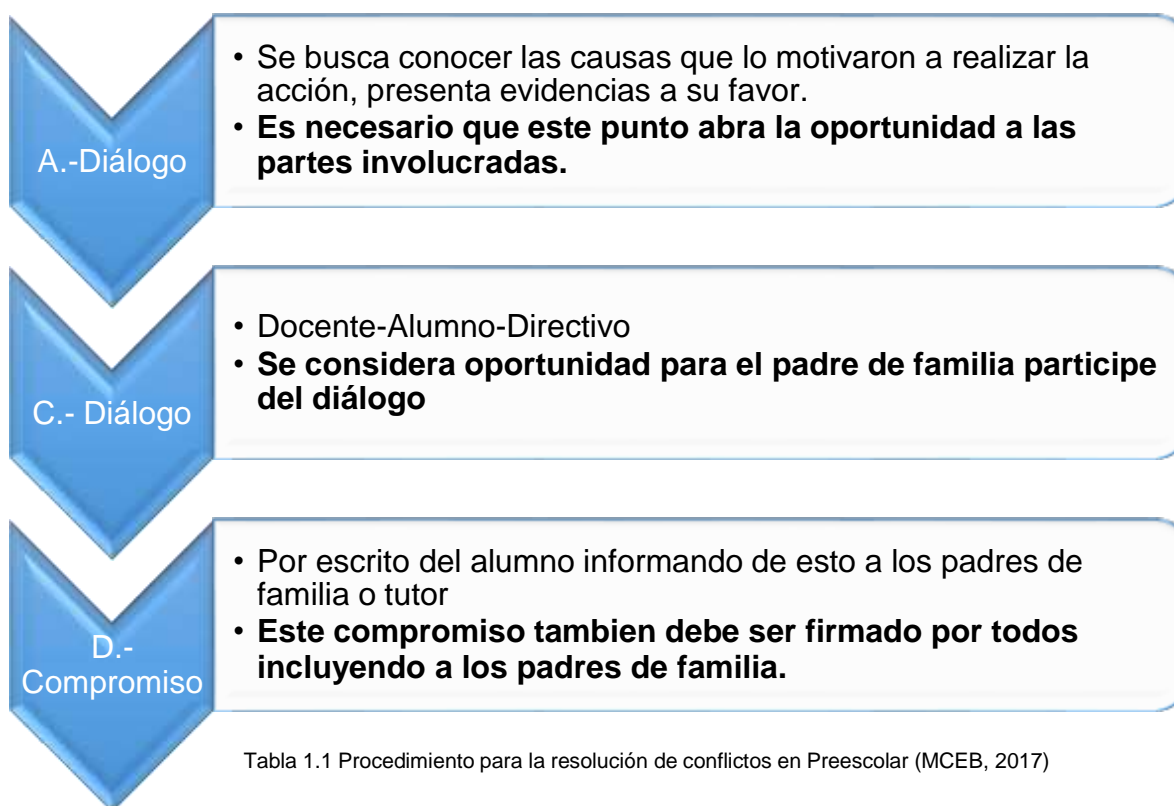 A.-Diálogo
• Se busca conocer las causas que lo motivaron a realizar la
acción, presenta evidencias a su favor.
• Es necesario que este punto abra la oportunidad a las
partes involucradas.
C.- Diálogo
• Docente-Alumno-Directivo
• Se considera oportunidad para el padre de familia participe
del diálogo
D.-
Compromiso
• Por escrito del alumno informando de esto a los padres de
familia o tutor
• Este compromiso tambien debe ser firmado por todos
incluyendo a los padres de familia.
Tabla 1.1 Procedimiento para la resolución de conflictos en Preescolar (MCEB, 2017)